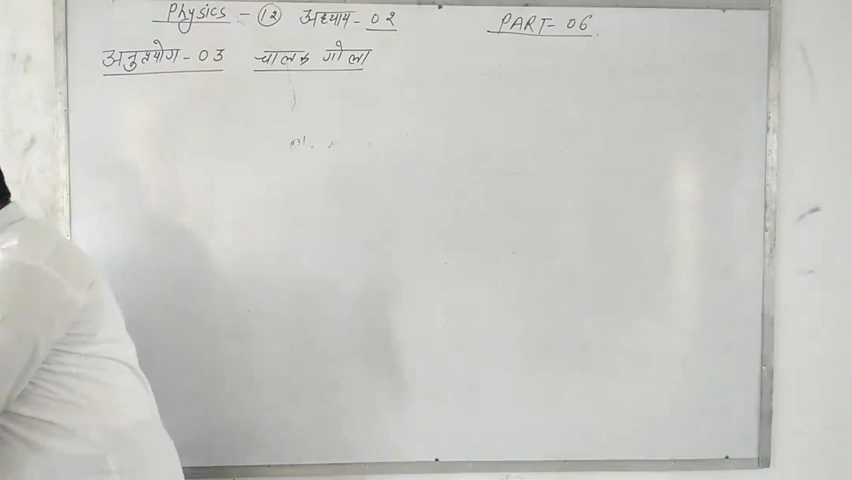 Physics - 12 अध्याय - 02 PART- 06
अनुप्रयोग - 03 चालक गोला